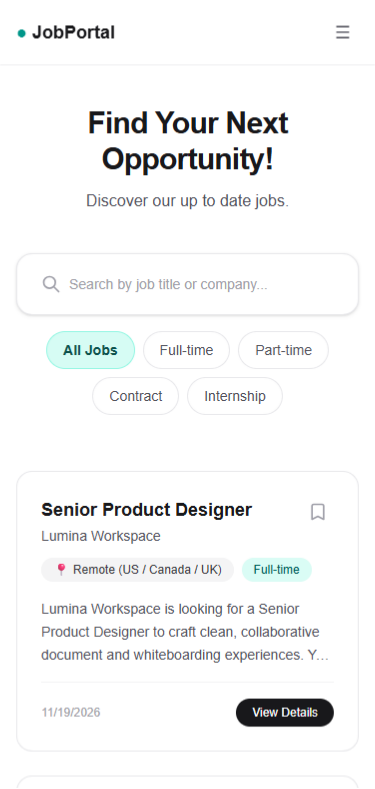 JobPortal
Find Your Next
Opportunity!
Discover our up to date jobs.
Search by job title or company...
All Jobs
Full-time
Part-time
Contract
Internship
Senior Product Designer
Lumina Workspace
Remote (US / Canada / UK)
Full-time
Lumina Workspace is looking for a Senior
Product Designer to craft clean, collaborative
document and whiteboarding experiences. Y...
11/19/2026
View Details